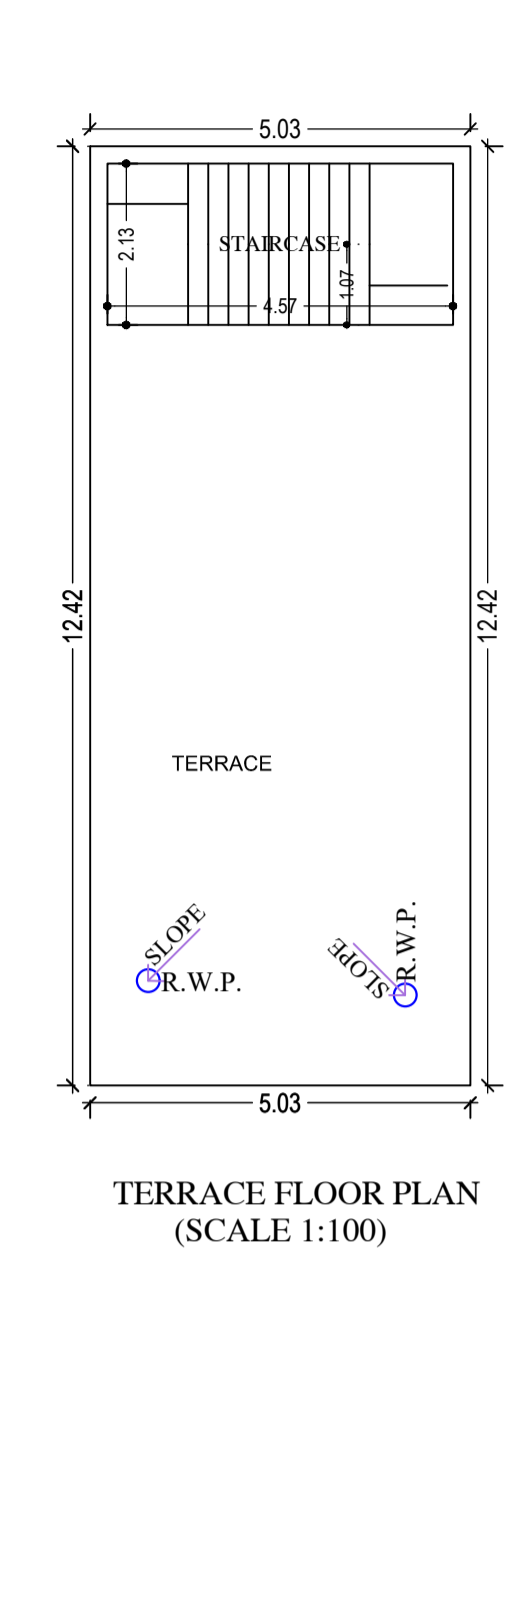 5.03
2.13
STAIRCASE
1.07
4.57
12.42
12.42
TERRACE
SLOPE
R.W.P.
SLOPE
R.W.P.
5.03
TERRACE FLOOR PLAN
(SCALE 1:100)